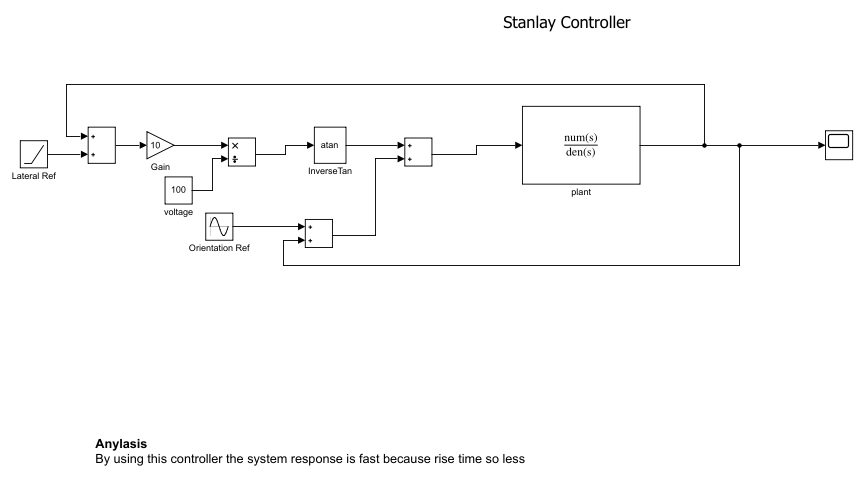 Stanlay Controller
+
+
10
Gain
×
÷
atan
InverseTan
+
+
num(s)
den(s)
plant
Lateral Ref
100
voltage
+
+
Orientation Ref
Anylasis
By using this controller the system response is fast because rise time so less